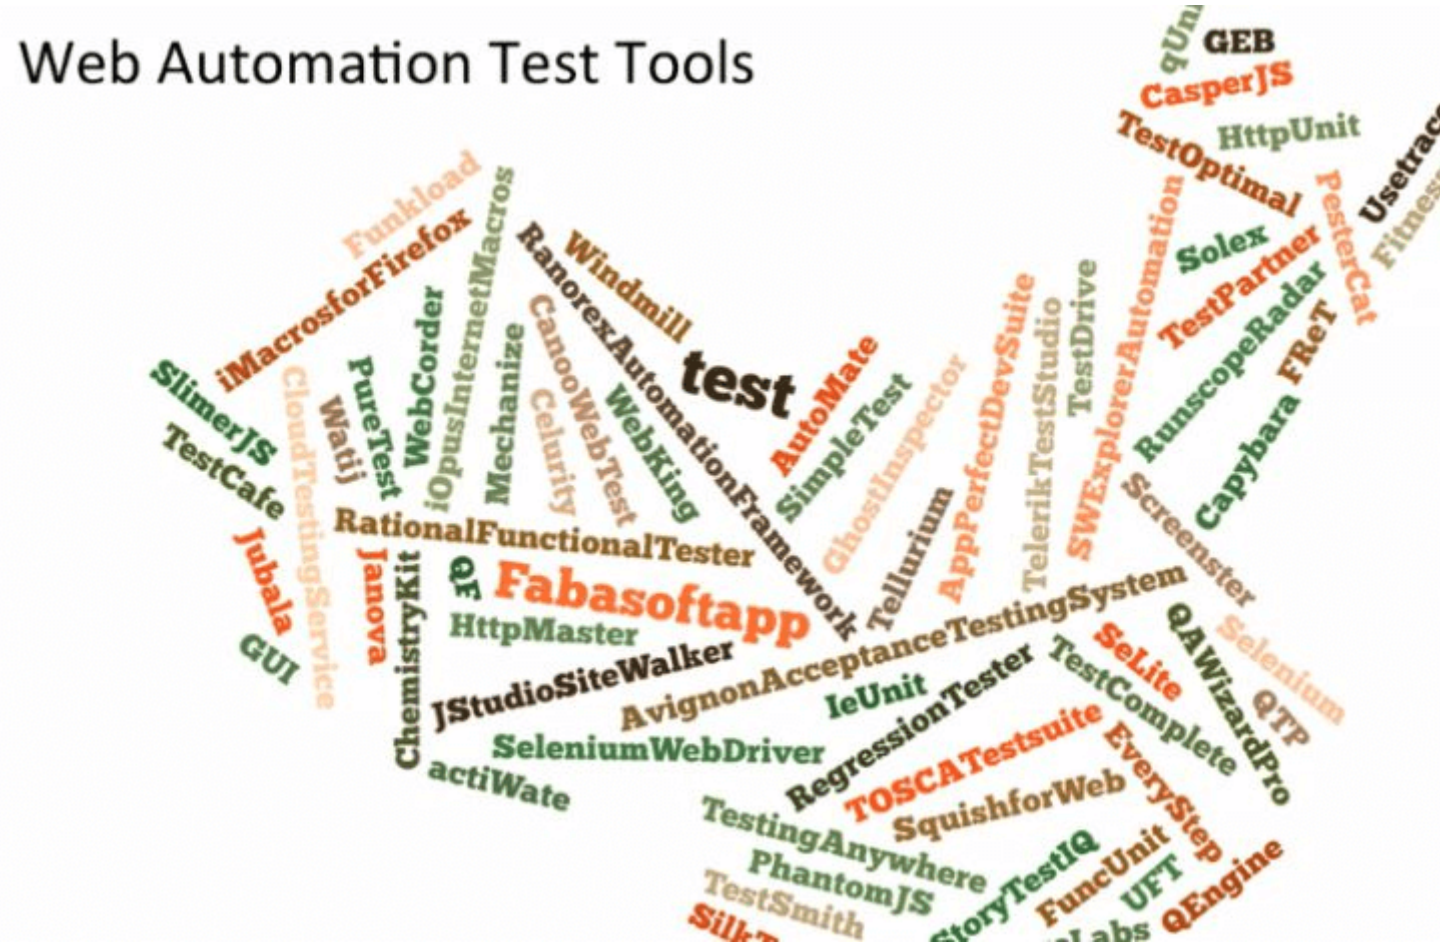 Web Automation Test Tools
GEB
CasperJS
HttpUnit
TestOptimal
Funkload
iMacrosforFirefox
iOpusInternetMacros
RanorexAutomationFramework
Windmill
PesterCat
Solex
TestPartner
RunscopeRadar
FReT
SWExplorerAutomation
TestDrive
TelerikTestStudio
AppPerfectDevSuite
WebCorder
Mechanize
CanooWebTest
Celurity
WebKing
test
AutoMate
SimpleTest
GhostInspector
Tellurium
Capybara
Screenster
SlimerJS
TestCafe
CloudTestingService
Watij
PureTest
RationalFunctionalTester
Jubala
GUI
Janova
ChemistryKit
QF
Fabasoftapp
HttpMaster
JStudioSiteWalker
AvignonAcceptanceTestingSystem
IeUnit
SeleniumWebDriver
RegressionTester
actiWate
SeLite
TestComplete
QAWizardPro
Selenium
QTP
TOSCATestsuite
SquishforWeb
EveryStep
TestingAnywhere
PhantomJS
TestSmith
StoryTestIQ
FuncUnit
UFT
QEngine